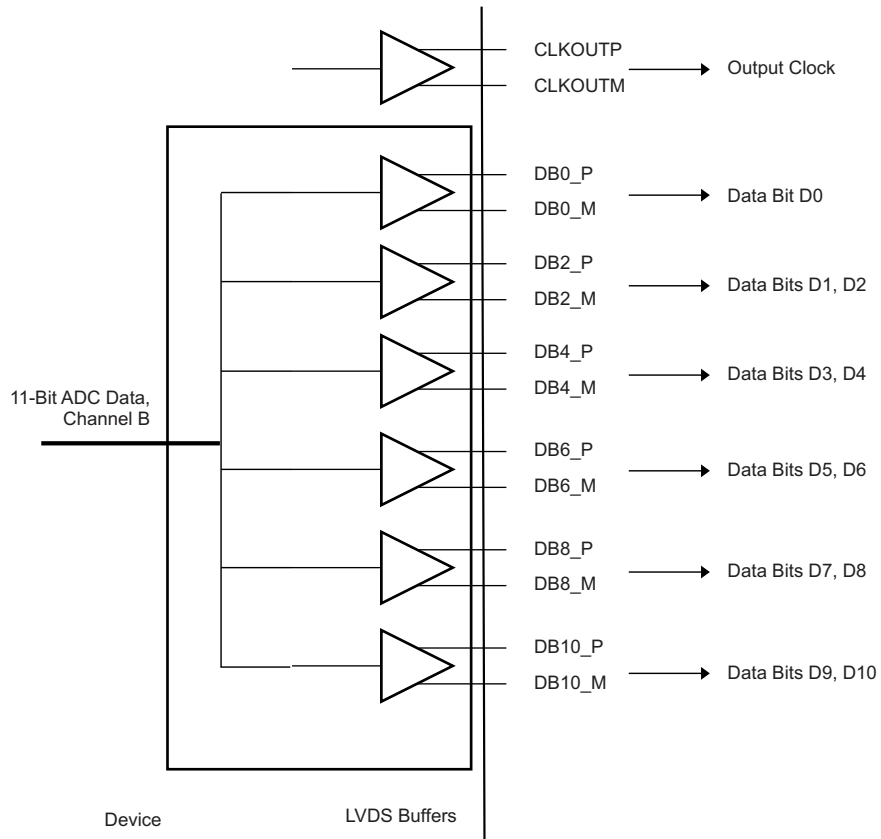 CLKOUTP
CLKOUTM
Output Clock
DB0_P
DB0_M
Data Bit D0
DB2_P
DB2_M
Data Bits D1, D2
DB4_P
DB4_M
Data Bits D3, D4
11-Bit ADC Data,
Channel B
DB6_P
DB6_M
Data Bits D5, D6
DB8_P
DB8_M
Data Bits D7, D8
DB10_P
DB10_M
Data Bits D9, D10
Device
LVDS Buffers